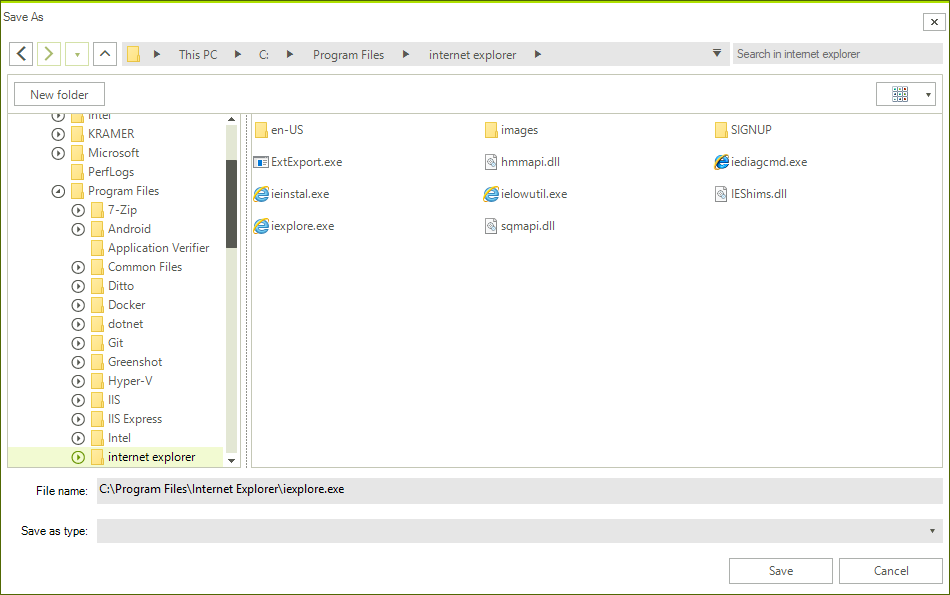 Save As
This PC C: Program Files internet explorer
Search in internet explorer
New folder
Intel
KRAMER
Microsoft
PerfLogs
Program Files
7-Zip
Android
Application Verifier
Common Files
Ditto
Docker
dotnet
Git
Greenshot
Hyper-V
IIS
IIS Express
Intel
internet explorer
en-US images SIGNUP
ExtExport.exe hmmapi.dll iediagcmd.exe
ieinstal.exe ielowutil.exe IEShims.dll
iexplore.exe sqmapi.dll
File name: C:\Program Files\Internet Explorer\iexplore.exe
Save as type:
Save Cancel